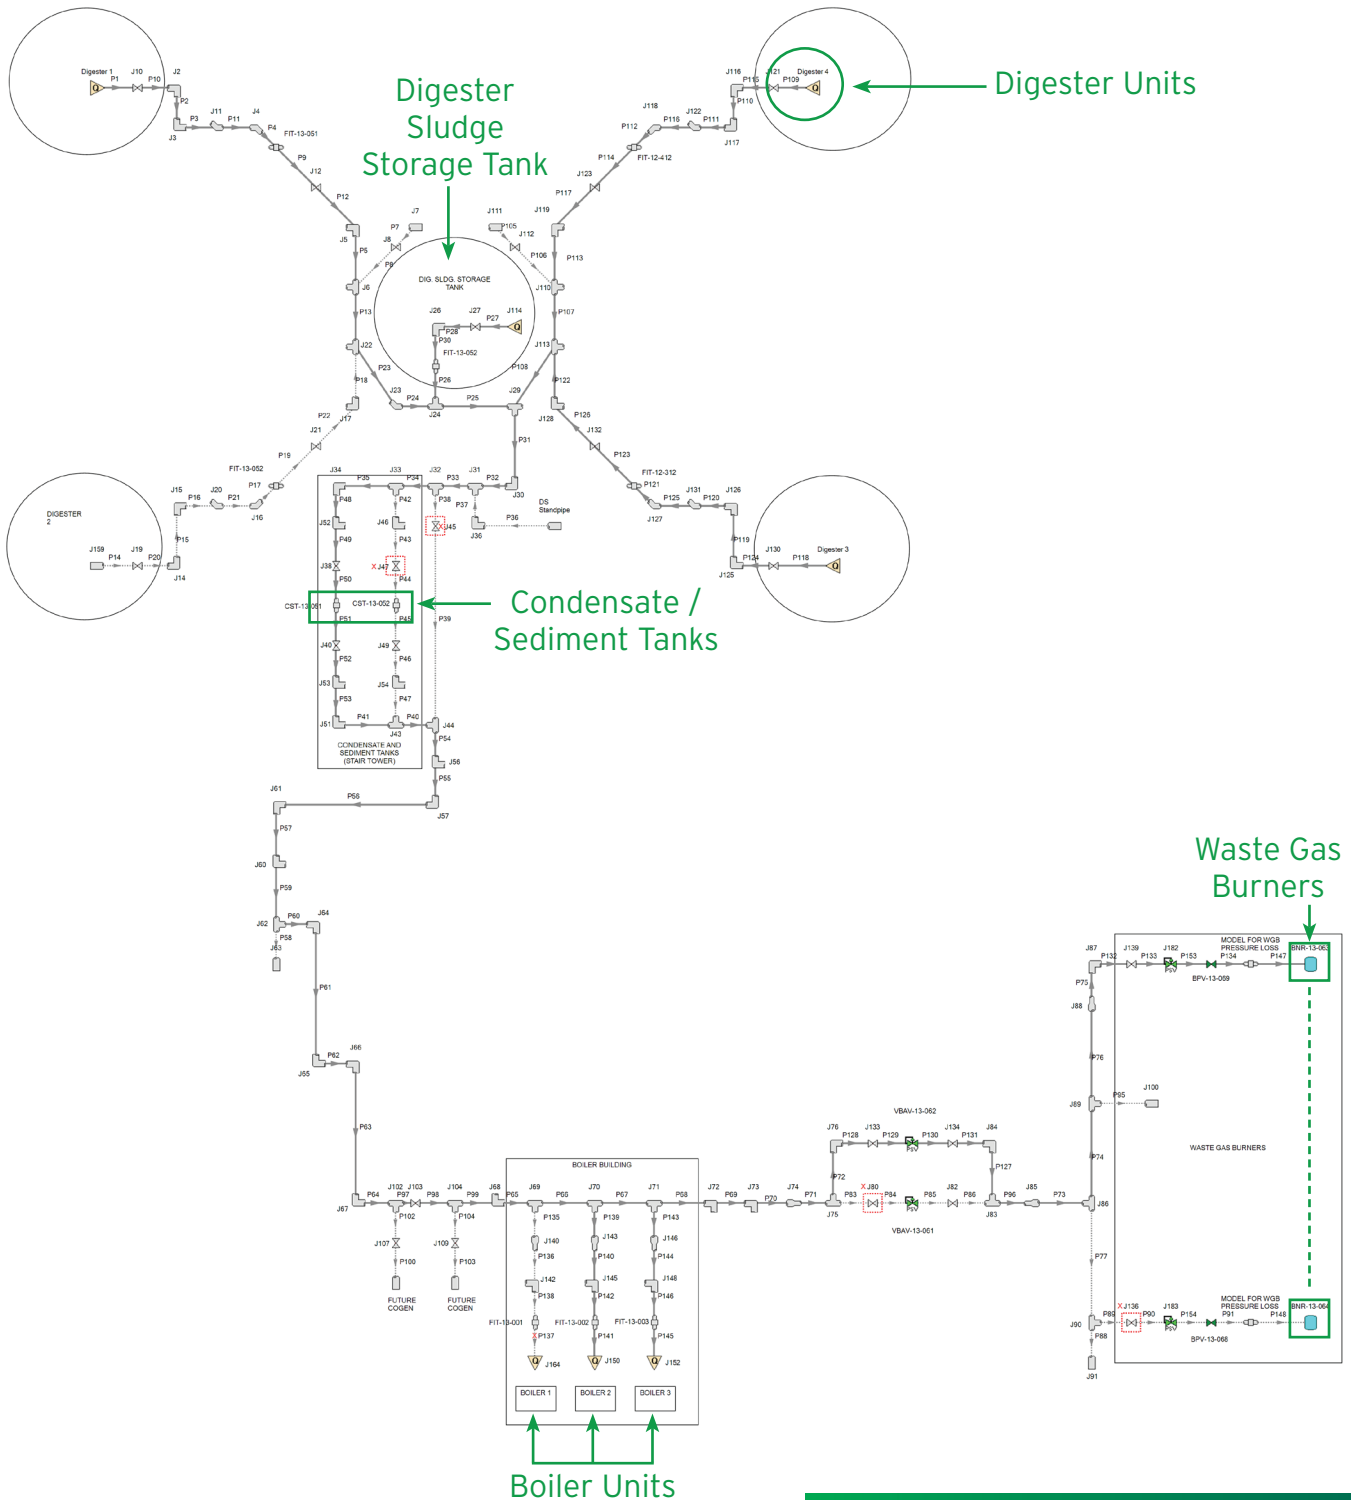 Digester 1
P1
J10
P10
J2
P2
J3
P3
J11
P11
J4
P4
FIT-13-051
P9
J12
P12
J5
P5
J6
P13
J22
P18
P23
J23
P24
J24
P25
J29
J17
P22
J21
P19
FIT-13-052
P17
J16
P21
J20
P16
J15
P15
J14
P20
J19
P14
J159
DIGESTER
2
Digester
Sludge
Storage Tank
J7
P7
J8
P8
DIG. SLDG. STORAGE
TANK
J26
J27
J114
Q
P28
P27
P30
FIT-13-052
P26
J111
P105
J112
P106
J110
P107
J113
P108
P122
J128
P126
J132
P123
FIT-12-312
P121
J127
P125
J131
P120
J126
P119
J125
P124
J130
P118
Digester 3
Digester Units
Digester 4
P109
J121
P115
J116
P110
J117
P111
J122
P116
J118
P112
FIT-12-412
P114
J123
P117
J119
P113
P31
J30
P32
J31
P33
J32
P34
J33
P35
J34
P37
J36
P36
DS
Standpipe
P48
P42
P38
J52
J46
X J45
P49
P43
J38
X J47
P50
P44
CST-13-051
CST-13-052
P51
P45
P39
J40
J49
P52
P46
J53
J54
P53
P47
J51
P41
J43
P40
J44
CONDENSATE AND
SEDIMENT TANKS
(STAIR TOWER)
Condensate /
Sediment Tanks
P54
J56
P55
J57
P56
J61
P57
J60
P59
J62
P60
J64
P58
J63
P61
J65
P62
J66
P63
J67
P64
J102
P97
J103
P98
J104
P99
J68
P65
P102
P104
J107
J109
P100
P103
FUTURE
COGEN
FUTURE
COGEN
BOILER BUILDING
J69
P66
J70
P67
J71
P68
P135
P139
P143
J140
J143
J146
P136
P140
P144
J142
J145
J148
P138
P142
P146
FIT-13-001
FIT-13-002
FIT-13-003
X P137
P141
P145
J164
J150
J152
BOILER 1
BOILER 2
BOILER 3
Boiler Units
J72
P69
J73
P70
J74
P71
J75
P72
J76
P128
J133
P129
VBAV-13-062
PSV
P130
J134
P131
J84
P127
P83
X J80
P84
PSV
VBAV-13-061
P85
J82
P86
J83
P96
J85
P73
J86
P74
J89
P95
J100
P76
J88
P75
J87
P132
J139
P133
J182
PSV
P153
BPV-13-069
P134
MODEL FOR WGB
PRESSURE LOSS
P147
BNR-13-063
Waste Gas
Burners
WASTE GAS BURNERS
P77
J90
P88
J91
P89
X J136
P90
J183
PSV
P154
BPV-13-068
P91
MODEL FOR WGB
PRESSURE LOSS
P148
BNR-13-064